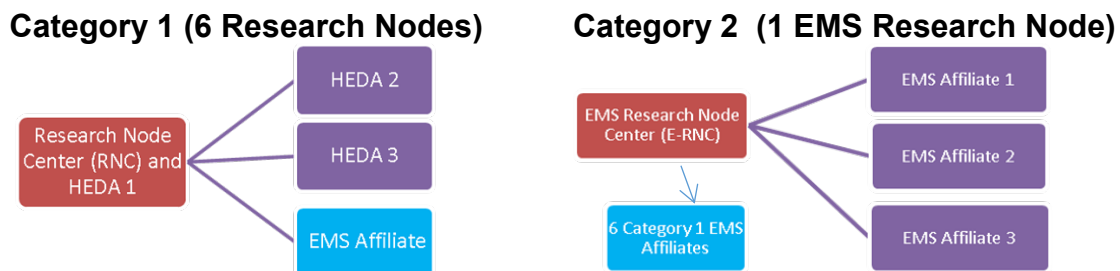 Category 1 (6 Research Nodes)
HEDA 2
Research Node
Center (RNC) and
HEDA 1
HEDA 3
EMS Affiliate
Category 2  (1 EMS Research Node)
EMS Affiliate 1
EMS Research Node
Center (E-RNC)
EMS Affiliate 2
6 Category 1 EMS
Affiliates
EMS Affiliate 3